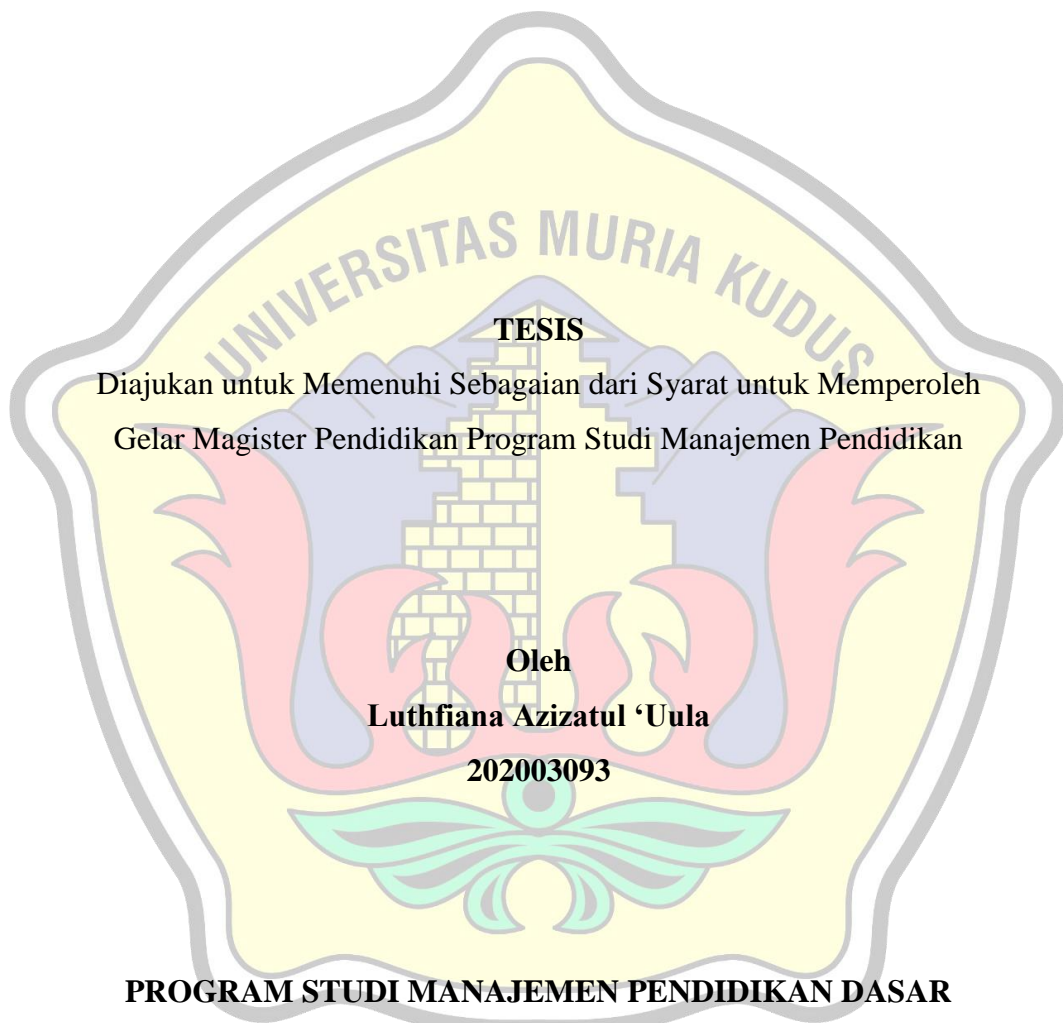 UNIVERSITAS MURIA KUDUS
TESIS
Diajukan untuk Memenuhi Sebagaian dari Syarat untuk Memperoleh
Gelar Magister Pendidikan Program Studi Manajemen Pendidikan
Oleh
Luthfiana Azizatul ‘Uula
202003093
PROGRAM STUDI MANAJEMEN PENDIDIKAN DASAR